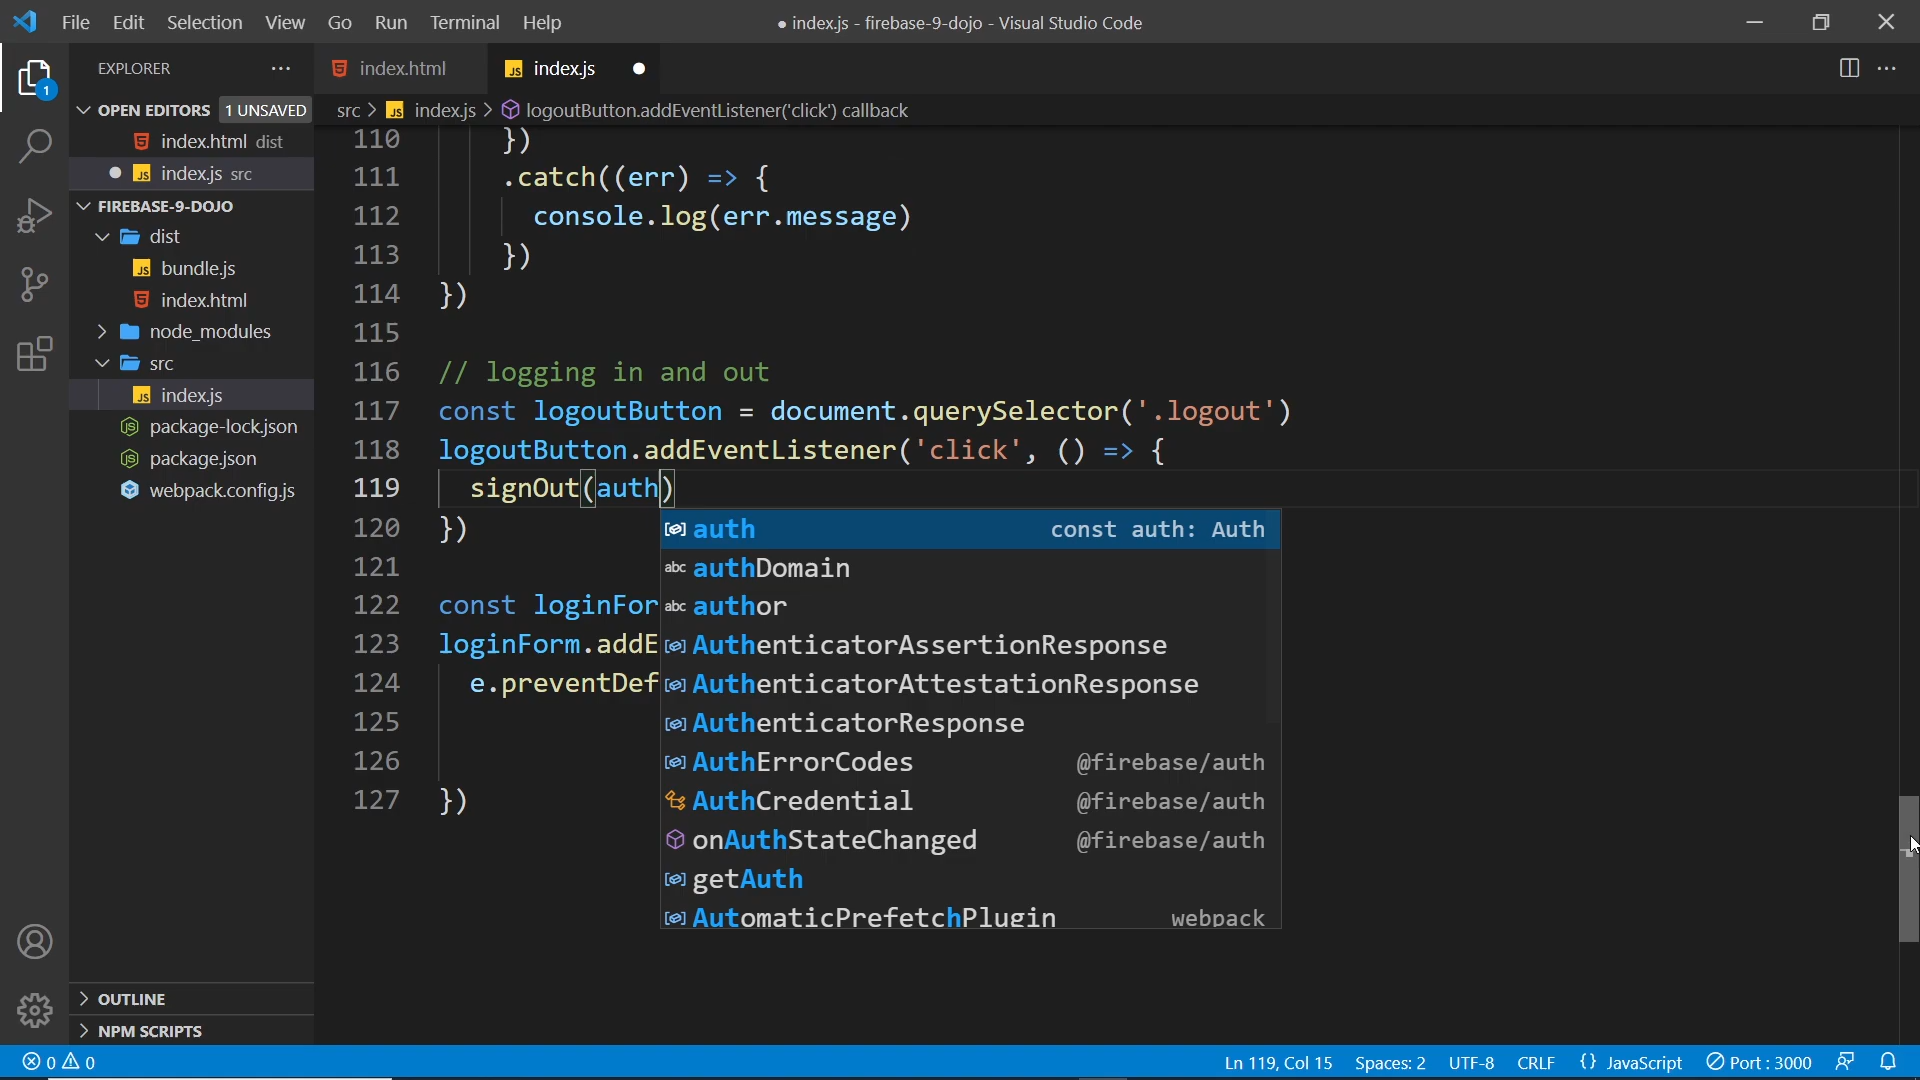 File Edit Selection View Go Run Terminal Help
● index.js - firebase-9-dojo - Visual Studio Code
EXPLORER
OPEN EDITORS 1 UNSAVED
index.html dist
index.js src
FIREBASE-9-DOJO
dist
bundle.js
index.html
node_modules
src
index.js
package-lock.json
package.json
webpack.config.js
OUTLINE
NPM SCRIPTS
1
index.html
index.js
src > index.js > logoutButton.addEventListener('click') callback
110 })
111 .catch((err) => {
112 console.log(err.message)
113 })
114 })
115
116 // logging in and out
117 const logoutButton = document.querySelector('.logout')
118 logoutButton.addEventListener('click', () => {
119 signOut(auth)
120 })
121
122 const loginFor
123 loginForm.addE
124 e.preventDef
125
126
127 })
auth const auth: Auth
abc authDomain
abc author
AuthenticatorAssertionResponse
AuthenticatorAttestationResponse
AuthenticatorResponse
AuthErrorCodes @firebase/auth
AuthCredential @firebase/auth
onAuthStateChanged @firebase/auth
getAuth
AutomaticPrefetchPlugin webpack
0 0
Ln 119, Col 15 Spaces: 2 UTF-8 CRLF {} JavaScript Port : 3000